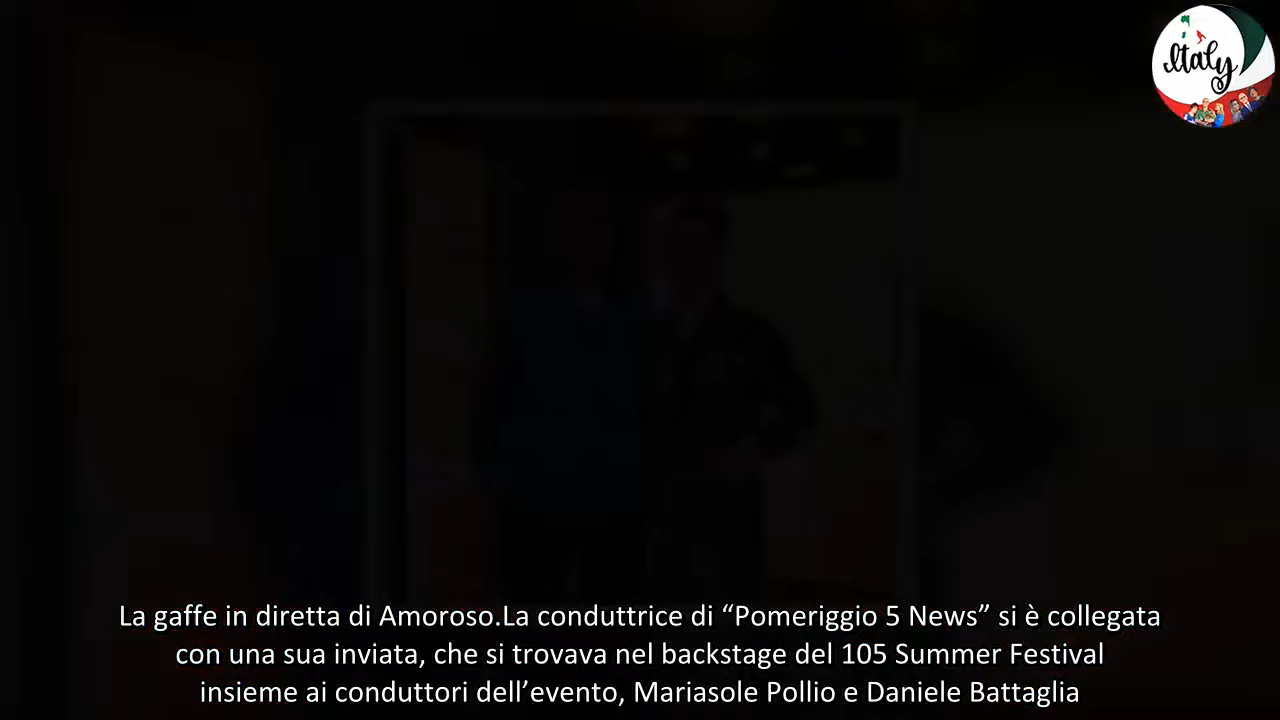 Italy
La gaffe in diretta di Amoroso.La conduttrice di “Pomeriggio 5 News” si è collegata
con una sua inviata, che si trovava nel backstage del 105 Summer Festival
insieme ai conduttori dell’evento, Mariasole Pollio e Daniele Battaglia